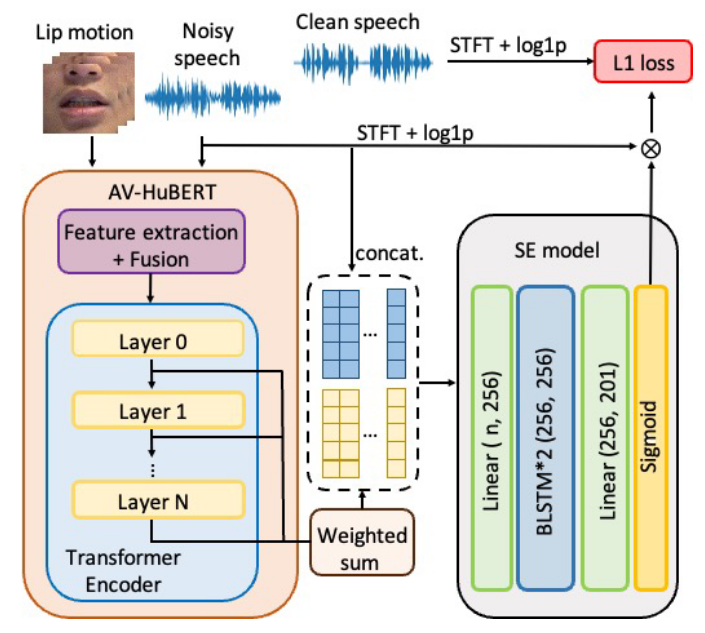 Lip motion
Noisy
speech
Clean speech
STFT + log1p
L1 loss
STFT + log1p
⊗
AV-HuBERT
Feature extraction
+ Fusion
concat.
SE model
Layer 0
Layer 1
...
Layer N
...
...
Transformer
Encoder
Weighted
sum
Linear ( n, 256)
BLSTM*2 (256, 256)
Linear (256, 201)
Sigmoid